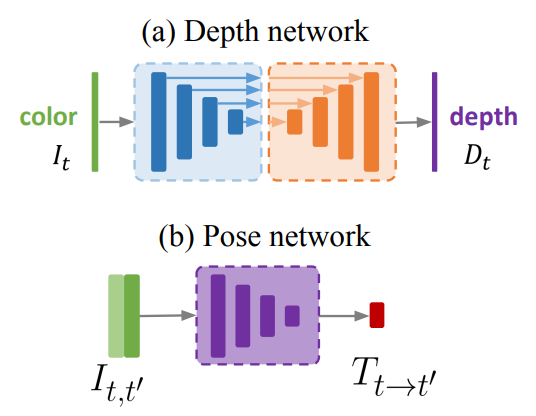 (a) Depth network
color
depth
I_t
D_t
(b) Pose network
I_{t,t'}
T_{t→t'}